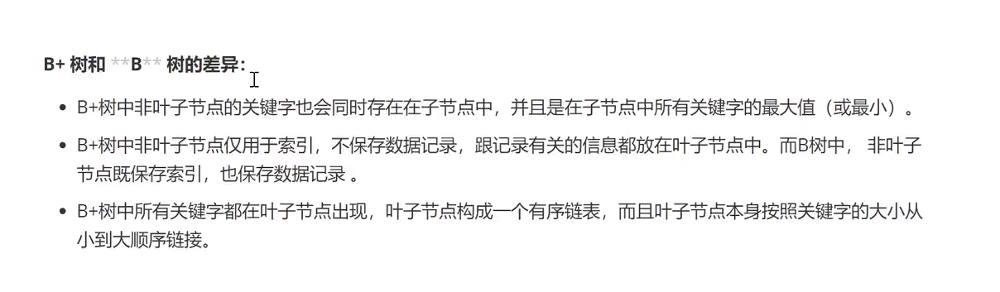 B+ 树和 **B** 树的差异：
• B+树中非叶子节点的关键字也会同时存在在子节点中，并且是在子节点中所有关键字的最大值（或最小）。
• B+树中非叶子节点仅用于索引，不保存数据记录，跟记录有关的信息都放在叶子节点中。而B树中， 非叶子
节点既保存索引，也保存数据记录 。
• B+树中所有关键字都在叶子节点出现，叶子节点构成一个有序链表，而且叶子节点本身按照关键字的大小从
小到大顺序链接。